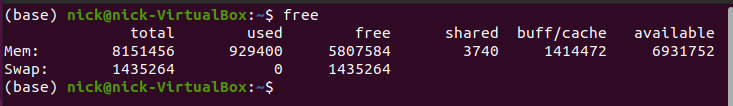 (base) nick@nick-VirtualBox:~$ free
              total        used        free      shared  buff/cache   available
Mem:        8151456      929400     5807584        3740     1414472     6931752
Swap:       1435264           0     1435264
(base) nick@nick-VirtualBox:~$